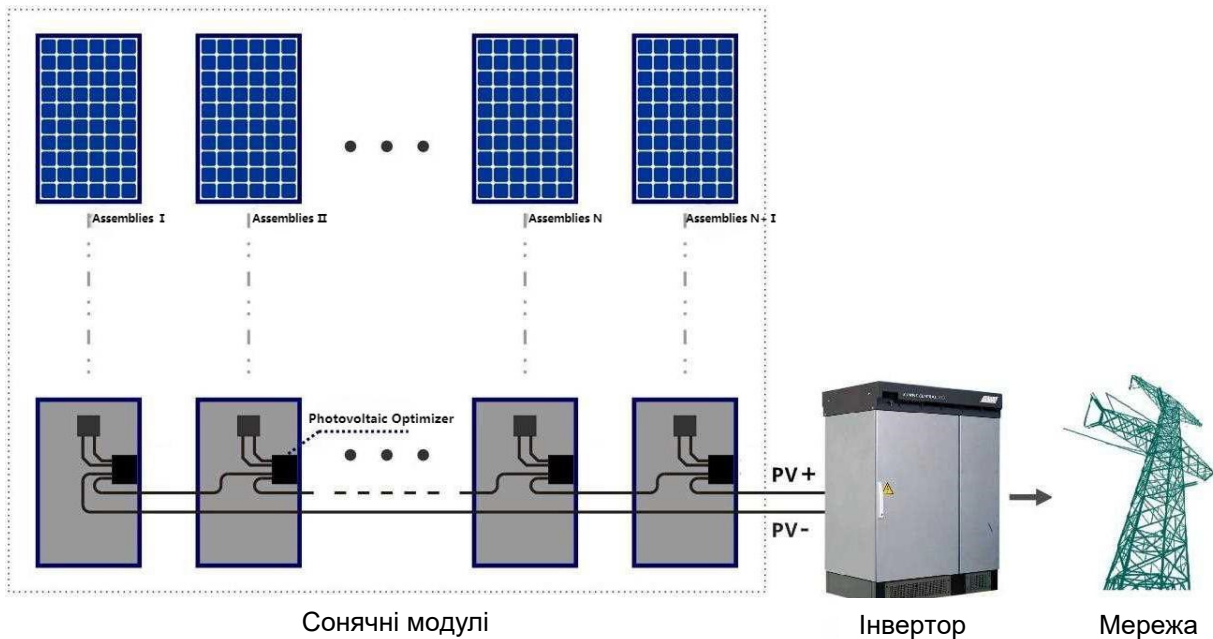 Assemblies I
Assemblies II
Assemblies N
Assemblies N+I
Photovoltaic Optimizer
PV+
PV-
Сонячні модулі
Інвертор
Мережа